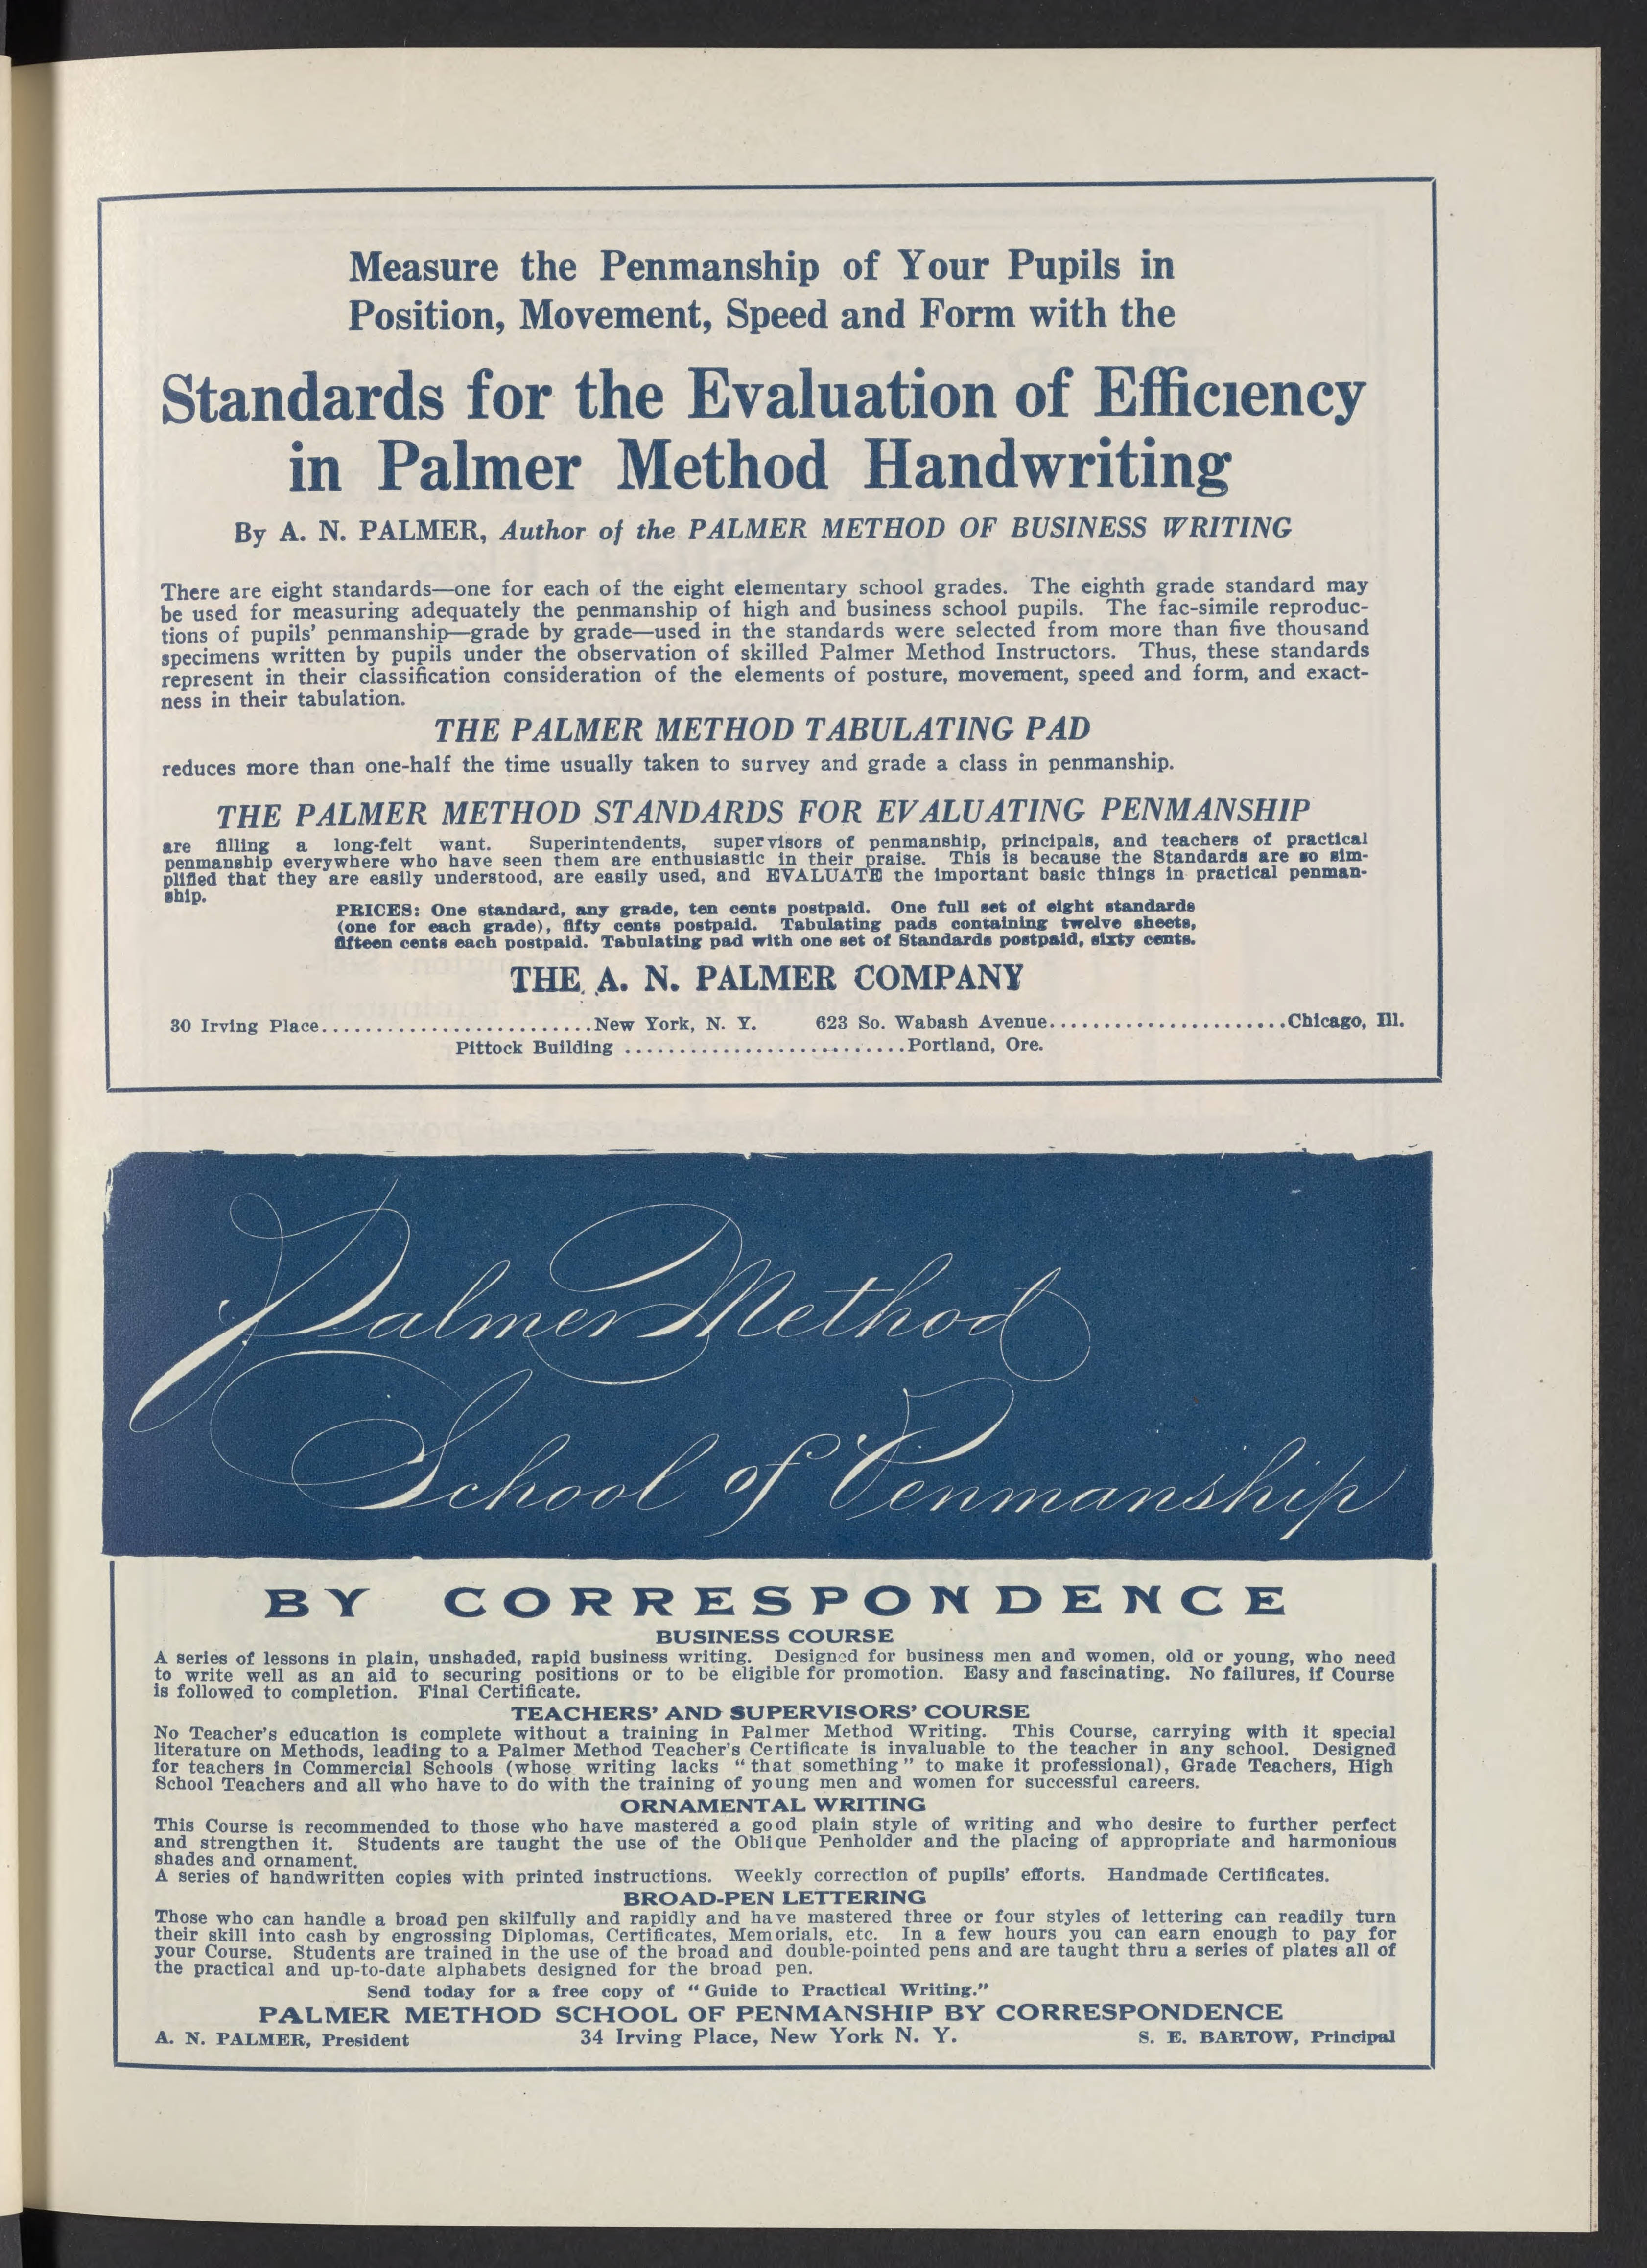 Measure the Penmanship of Your Pupils in
Position, Movement, Speed and Form with the
Standards for the Evaluation of Efficiency
in Palmer Method Handwriting
By A. N. PALMER, Author of the PALMER METHOD OF BUSINESS WRITING
There are eight standards—one for each of the eight elementary school grades. The eighth grade standard may
be used for measuring adequately the penmanship of high and business school pupils. The fac-simile reproduc-
tions of pupils' penmanship—grade by grade—used in the standards were selected from more than five thousand
specimens written by pupils under the observation of skilled Palmer Method Instructors. Thus, these standards
represent in their classification consideration of the elements of posture, movement, speed and form, and exact-
ness in their tabulation.
THE PALMER METHOD TABULATING PAD
reduces more than one-half the time usually taken to survey and grade a class in penmanship.
THE PALMER METHOD STANDARDS FOR EVALUATING PENMANSHIP
are filling a long-felt want. Superintendents, supervisors of penmanship, principals, and teachers of practical
penmanship everywhere who have seen them are enthusiastic in their praise. This is because the Standards are so sim-
plified that they are easily understood, are easily used, and EVALUATE the important basic things in practical penman-
ship.
PRICES: One standard, any grade, ten cents postpaid. One full set of eight standards
(one for each grade), fifty cents postpaid. Tabulating pads containing twelve sheets,
fifteen cents each postpaid. Tabulating pad with one set of Standards postpaid, sixty cents.
THE A. N. PALMER COMPANY
30 Irving Place.........................New York, N. Y. 623 So. Wabash Avenue......................Chicago, Ill.
Pittock Building ..........................Portland, Ore.
Palmer Method
School of Penmanship
BY CORRESPONDENCE
BUSINESS COURSE
A series of lessons in plain, unshaded, rapid business writing. Designed for business men and women, old or young, who need
to write well as an aid to securing positions or to be eligible for promotion. Easy and fascinating. No failures, if Course
is followed to completion. Final Certificate.
TEACHERS' AND SUPERVISORS' COURSE
No Teacher's education is complete without a training in Palmer Method Writing. This Course, carrying with it special
literature on Methods, leading to a Palmer Method Teacher's Certificate is invaluable to the teacher in any school. Designed
for teachers in Commercial Schools (whose writing lacks "that something" to make it professional), Grade Teachers, High
School Teachers and all who have to do with the training of young men and women for successful careers.
ORNAMENTAL WRITING
This Course is recommended to those who have mastered a good plain style of writing and who desire to further perfect
and strengthen it. Students are taught the use of the Oblique Penholder and the placing of appropriate and harmonious
shades and ornament.
A series of handwritten copies with printed instructions. Weekly correction of pupils' efforts. Handmade Certificates.
BROAD-PEN LETTERING
Those who can handle a broad pen skilfully and rapidly and have mastered three or four styles of lettering can readily turn
their skill into cash by engrossing Diplomas, Certificates, Memorials, etc. In a few hours you can earn enough to pay for
your Course. Students are trained in the use of the broad and double-pointed pens and are taught thru a series of plates all of
the practical and up-to-date alphabets designed for the broad pen.
Send today for a free copy of "Guide to Practical Writing."
PALMER METHOD SCHOOL OF PENMANSHIP BY CORRESPONDENCE
A. N. PALMER, President 34 Irving Place, New York N. Y. S. E. BARTOW, Principal